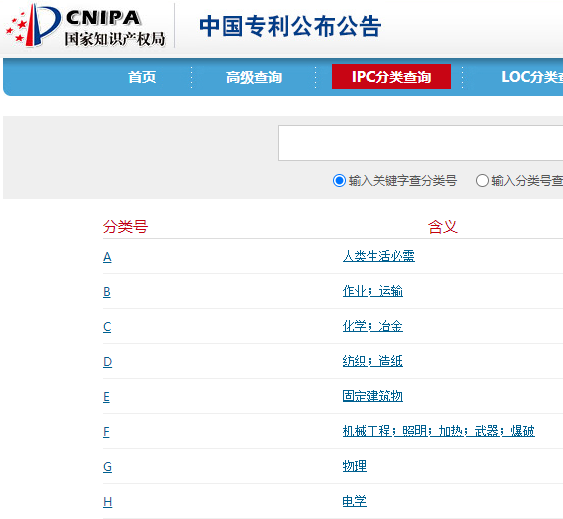 CNIPA
国家知识产权局
中国专利公布公告
首页 高级查询 IPC分类查询 LOC分类
输入关键字查分类号 输入分类号查
分类号 含义
A 人类生活必需
B 作业；运输
C 化学；冶金
D 纺织；造纸
E 固定建筑物
F 机械工程；照明；加热；武器；爆破
G 物理
H 电学